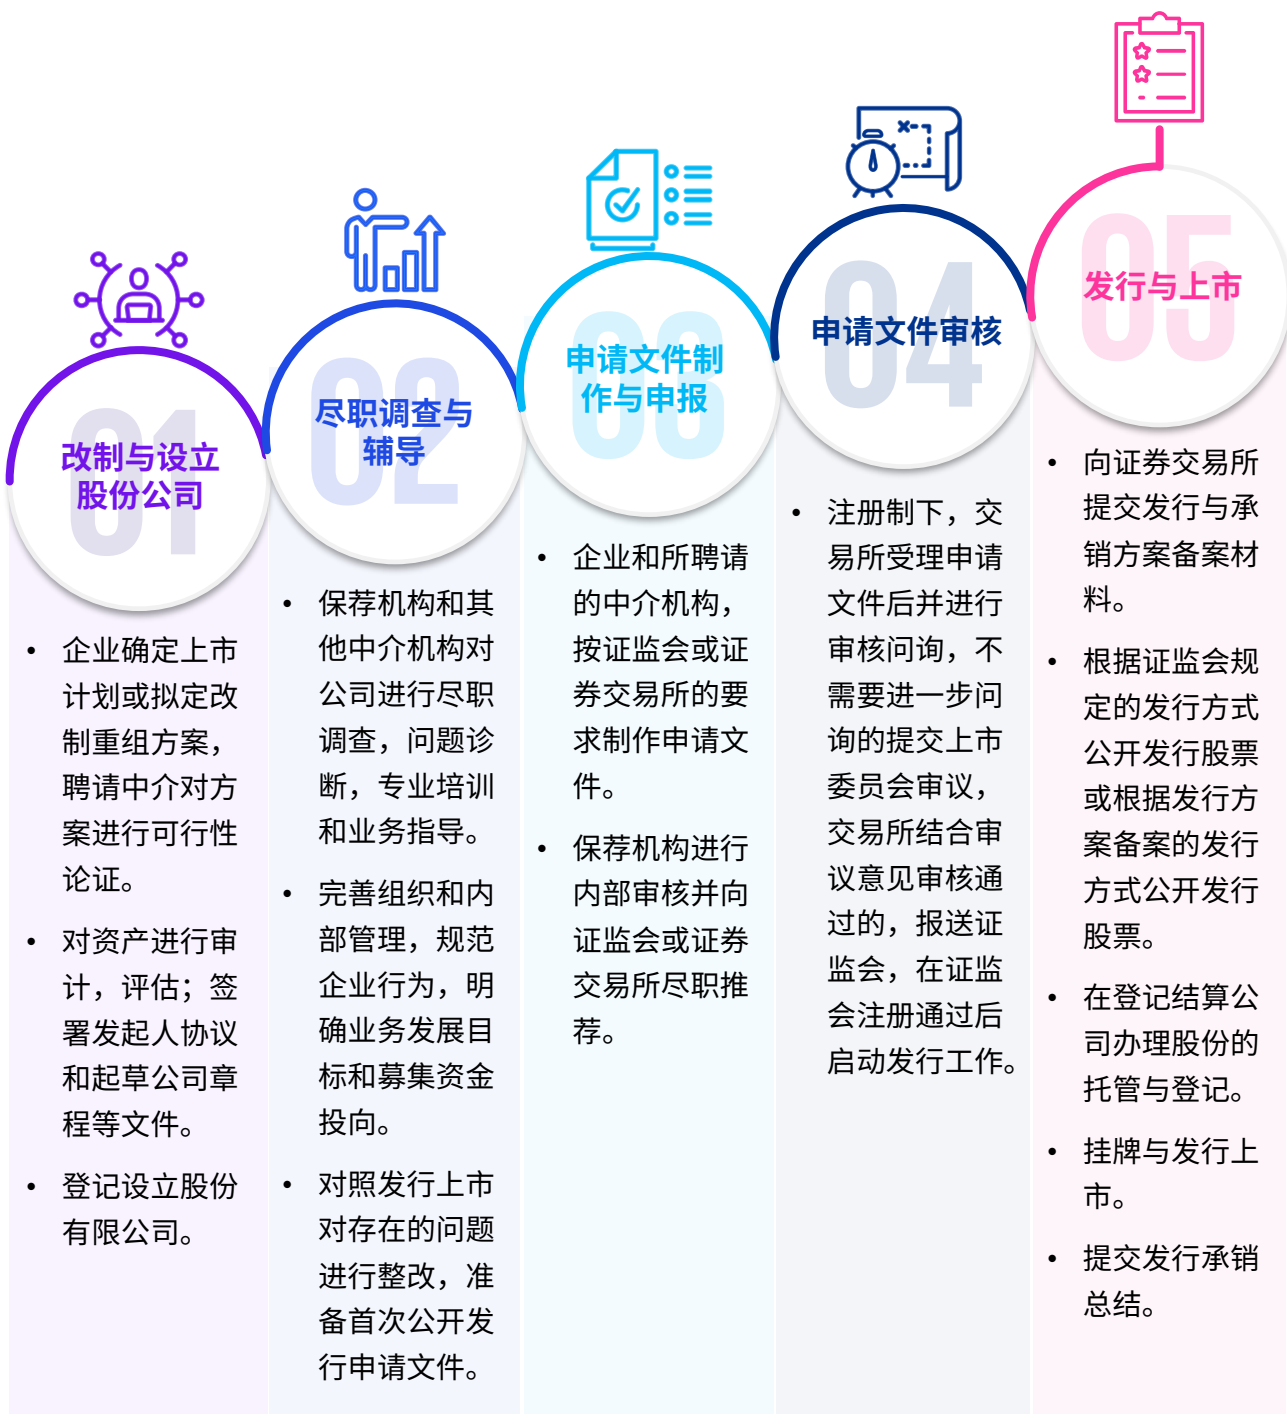 01
改制与设立
股份公司
• 企业确定上市
计划或拟定改
制重组方案，
聘请中介对方
案进行可行性
论证。
• 对资产进行审
计，评估；签
署发起人协议
和起草公司章
程等文件。
• 登记设立股份
有限公司。
02
尽职调查与
辅导
• 保荐机构和其
他中介机构对
公司进行尽职
调查，问题诊
断，专业培训
和业务指导。
• 完善组织和内
部管理，规范
企业行为，明
确业务发展目
标和募集资金
投向。
• 对照发行上市
对存在的问题
进行整改，准
备首次公开发
行申请文件。
03
申请文件制
作与申报
• 企业和所聘请
的中介机构，
按证监会或证
券交易所的要
求制作申请文
件。
• 保荐机构进行
内部审核并向
证监会或证券
交易所尽职推
荐。
04
申请文件审核
• 注册制下，交
易所受理申请
文件后并进行
审核问询，不
需要进一步问
询的提交上市
委员会审议，
交易所结合审
议意见审核通
过的，报送证
监会，在证监
会注册通过后
启动发行工作。
05
发行与上市
• 向证券交易所
提交发行与承
销方案备案材
料。
• 根据证监会规
定的发行方式
公开发行股票
或根据发行方
案备案的发行
方式公开发行
股票。
• 在登记结算公
司办理股份的
托管与登记。
• 挂牌与发行上
市。
• 提交发行承销
总结。